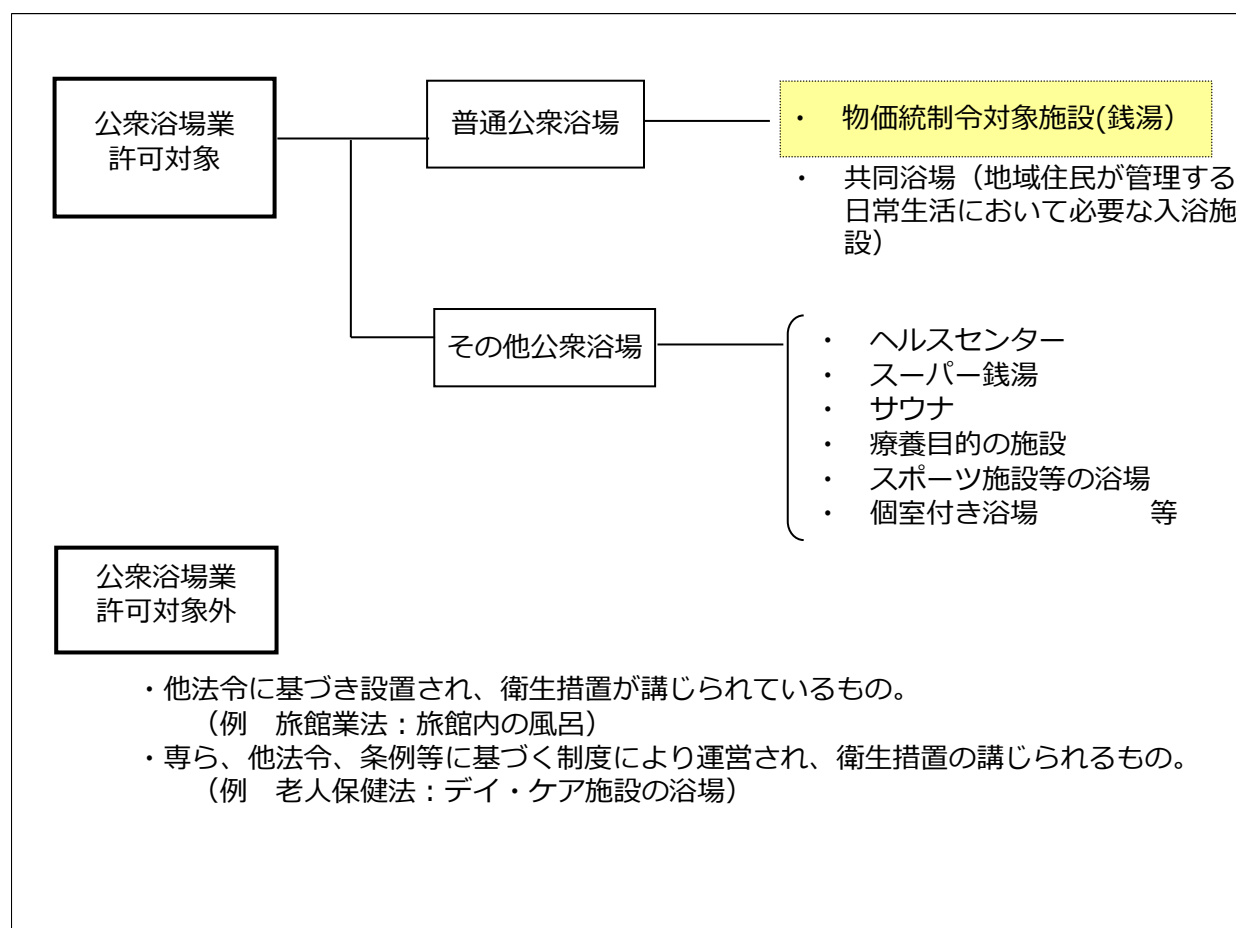 公衆浴場業
許可対象
普通公衆浴場
・ 物価統制令対象施設(銭湯）
・ 共同浴場（地域住民が管理する
日常生活において必要な入浴施
設）
その他公衆浴場
・ ヘルスセンター
・ スーパー銭湯
・ サウナ
・ 療養目的の施設
・ スポーツ施設等の浴場
・ 個室付き浴場　　　　等
公衆浴場業
許可対象外
・他法令に基づき設置され、衛生措置が講じられているもの。
（例　旅館業法：旅館内の風呂）
・専ら、他法令、条例等に基づく制度により運営され、衛生措置の講じられるもの。
（例　老人保健法：デイ・ケア施設の浴場）